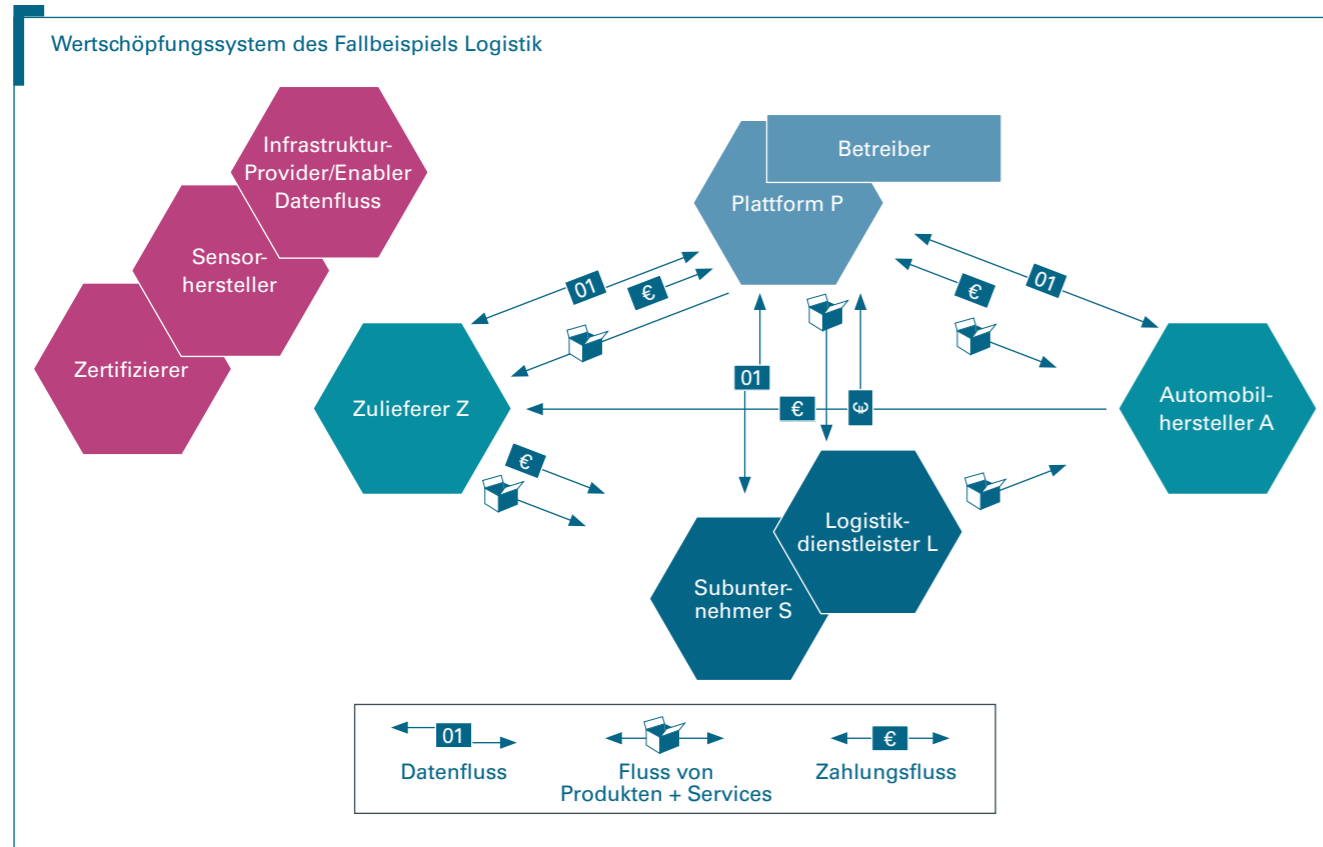 Wertschöpfungssystem des Fallbeispiels Logistik
Infrastruktur-
Provider/Enabler
Datenfluss
Sensor-
hersteller
Zertifizierer
Betreiber
Plattform P
01
€
01
€
01
€
€
Zulieferer Z
Automobil-
hersteller A
€
Logistik-
dienstleister L
Subunter-
nehmer S
01
Datenfluss
Fluss von
Produkten + Services
€
Zahlungsfluss